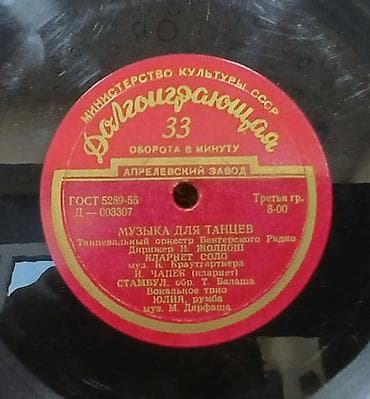 МИНИСТЕРСТВО КУЛЬТУРЫ СССР
Долгоиграющая
33
ОБОРОТА В МИНУТУ
АПРЕЛЕВСКИЙ ЗАВОД
ГОСТ 5289-56 Третья гр.
Д — 003307 8-00
МУЗЫКА ДЛЯ ТАНЦЕВ
Танцевальный оркестр Венгерского Радио
Дирижер И. ЖОЛДОШ
КЛАРНЕТ СОЛО
муз. К. Краутгартнера
Й. ЧАПЕК (кларнет)
СТАМБУЛ, обр. Т. Балаша
Вокальное трио
ЮЛИЯ, румба
муз. М. Дярфаша